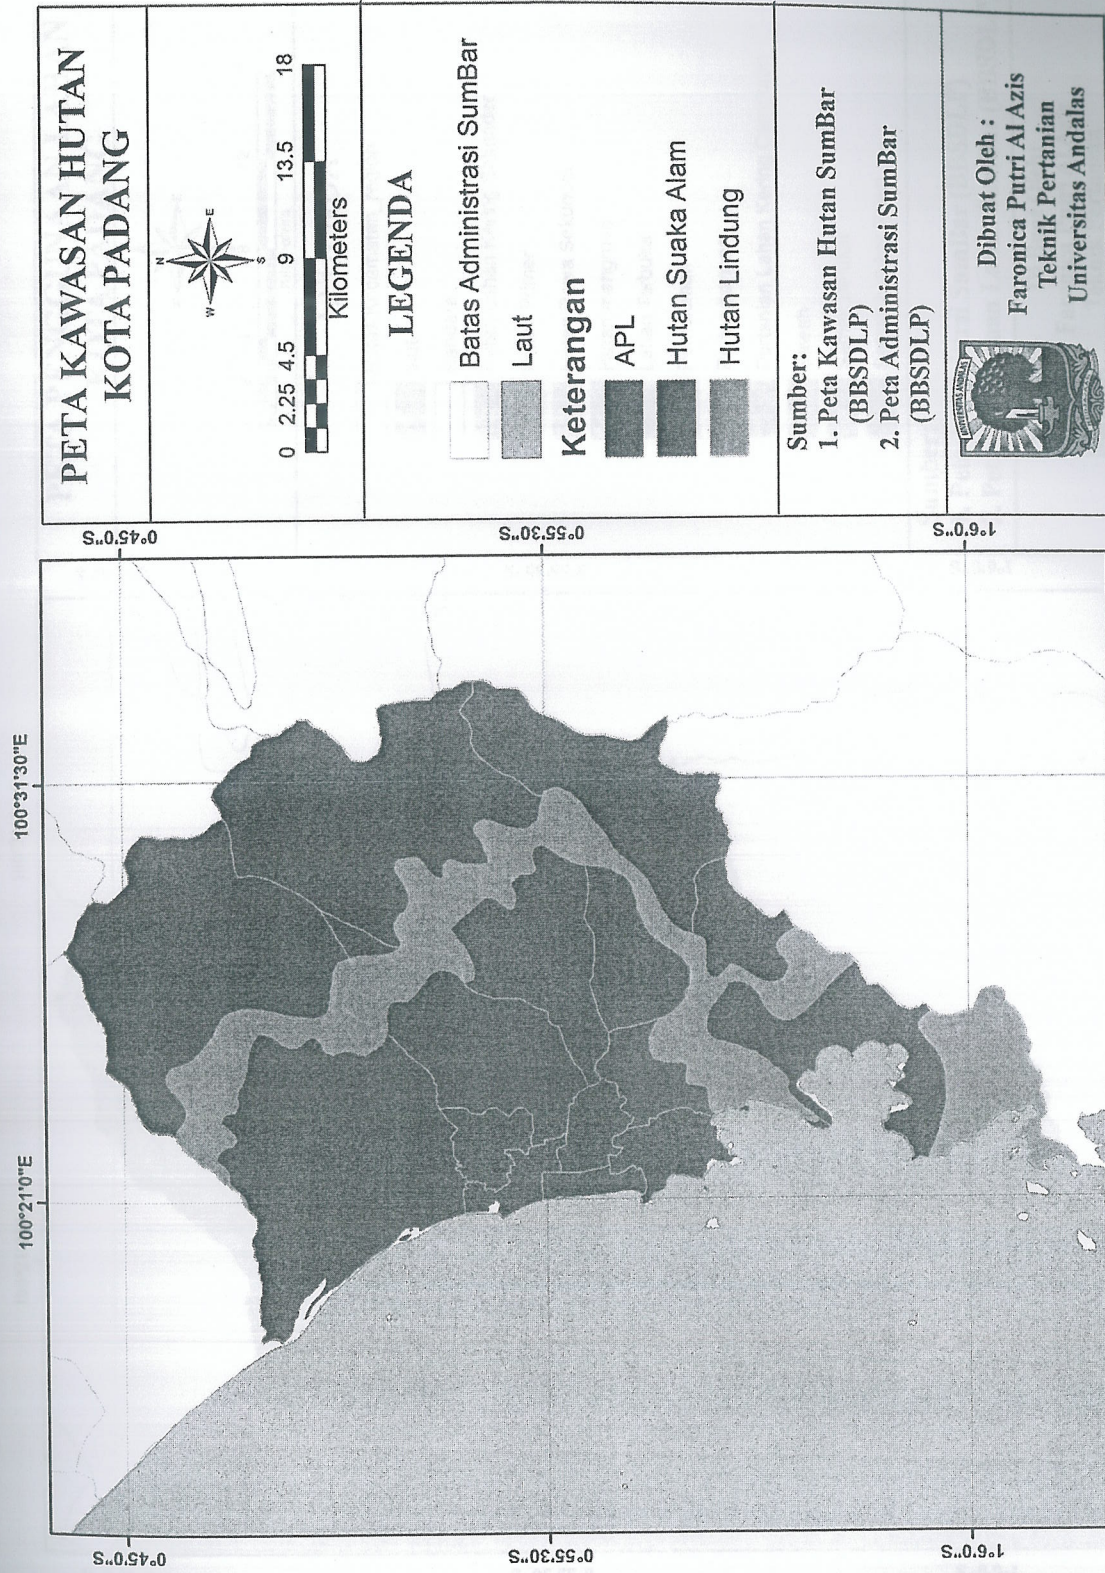 PETA KAWASAN HUTAN
KOTA PADANG
N
W
E
S
0 2.25 4.5 9 13.5 18
Kilometers
LEGENDA
Batas Administrasi SumBar
Laut
Keterangan
APL
Hutan Suaka Alam
Hutan Lindung
Sumber:
1. Peta Kawasan Hutan SumBar
(BBSDLP)
2. Peta Administrasi SumBar
(BBSDLP)
UNIVERSITAS ANDALAS
Dibuat Oleh :
Faronica Putri Al Azis
Teknik Pertanian
Universitas Andalas
100°21'0"E
100°31'30"E
0°45'0"S
0°55'30"S
1°6'0"S
0°45'0"S
0°55'30"S
1°6'0"S